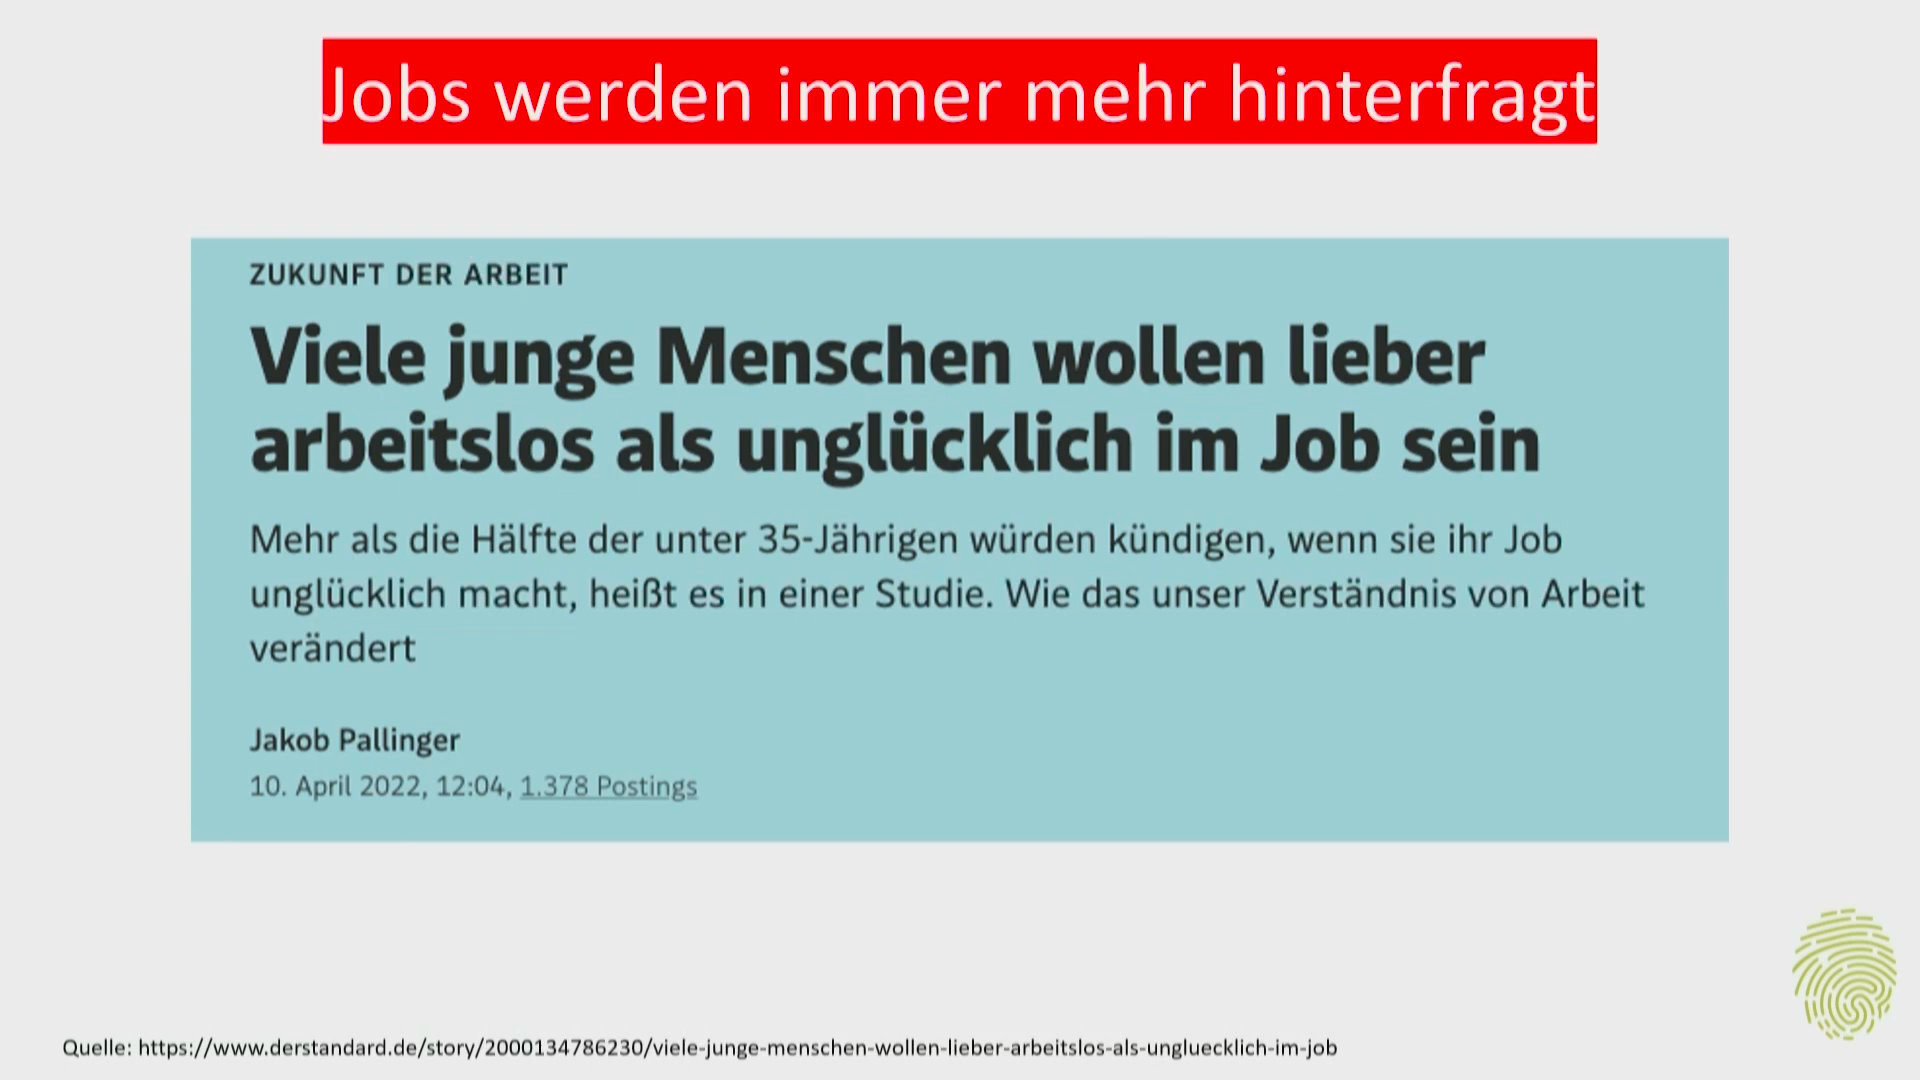 Jobs werden immer mehr hinterfragt
ZUKUNFT DER ARBEIT
Viele junge Menschen wollen lieber
arbeitslos als unglücklich im Job sein
Mehr als die Hälfte der unter 35-Jährigen würden kündigen, wenn sie ihr Job
unglücklich macht, heißt es in einer Studie. Wie das unser Verständnis von Arbeit
verändert
Jakob Pallinger
10. April 2022, 12:04, 1.378 Postings
Quelle: https://www.derstandard.de/story/2000134786230/viele-junge-menschen-wollen-lieber-arbeitslos-als-ungluecklich-im-job